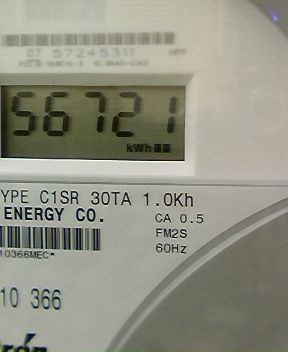 07 57245311
56721
kWh
YPE C1SR 30TA 1.0Kh
ENERGY CO. CA 0.5
FM2S
10366MEC* 60Hz
10 366
rón